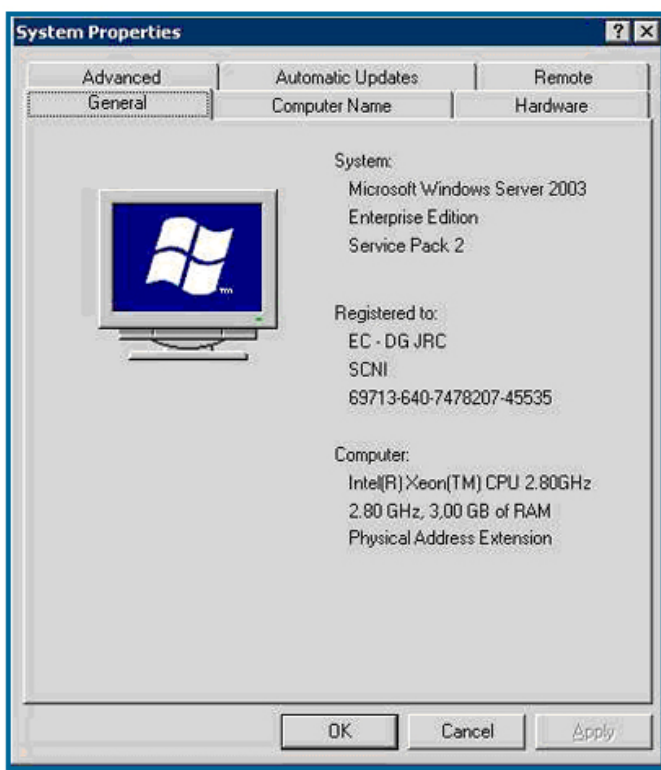 System Properties
Advanced Automatic Updates Remote
General Computer Name Hardware
System:
Microsoft Windows Server 2003
Enterprise Edition
Service Pack 2
Registered to:
EC - DG JRC
SCNI
69713-640-7478207-45535
Computer:
Intel(R) Xeon(TM) CPU 2.80GHz
2.80 GHz, 3,00 GB of RAM
Physical Address Extension
OK Cancel Apply